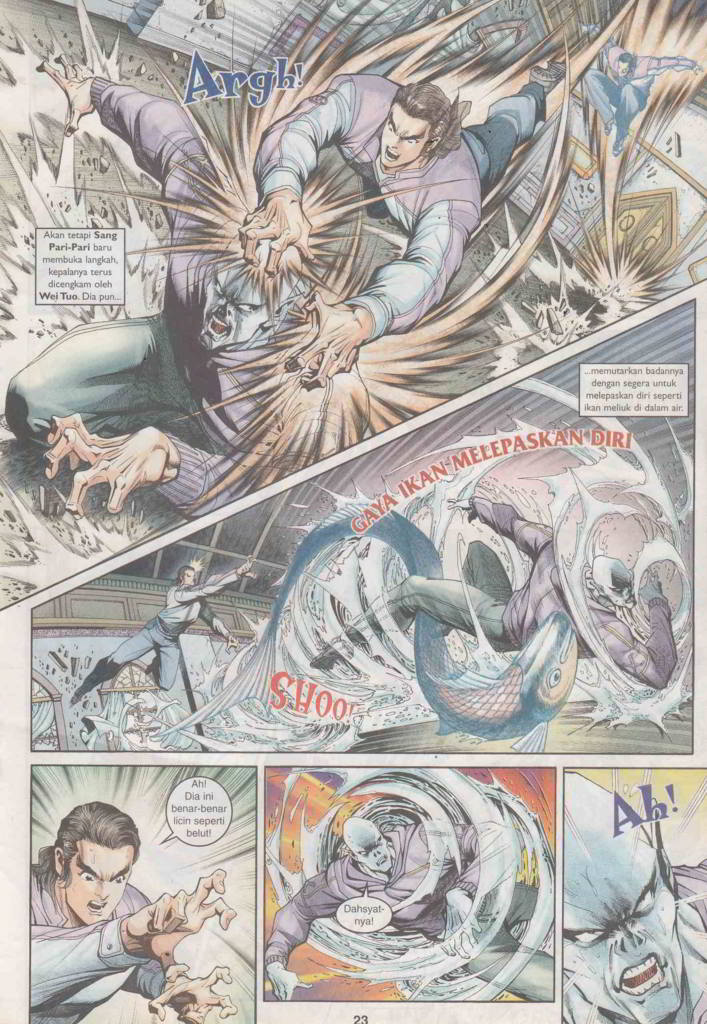 Argh!
Akan tetapi Sang
Pari-Pari baru
membuka langkah,
kepalanya terus
dicengkam oleh
Wei Tuo. Dia pun...
...memutarkan badannya
dengan segera untuk
melepaskan diri seperti
ikan meliuk di dalam air.
GAYA IKAN MELEPASKAN DIRI
SHOO!
Ah!
Dia ini
benar-benar
licin seperti
belut!
Dahsyat-
nya!
Ah!
23